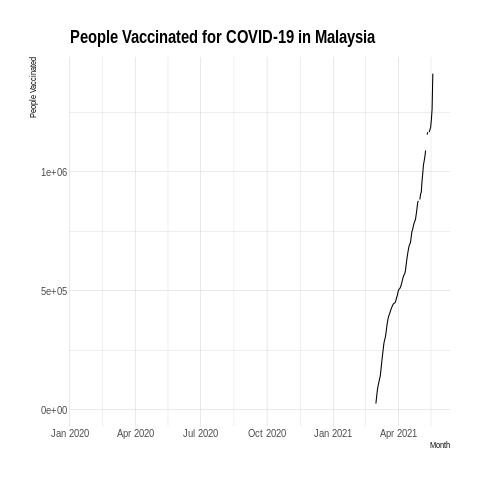 People Vaccinated for COVID-19 in Malaysia
People Vaccinated
1e+06
5e+05
0e+00
Jan 2020 Apr 2020 Jul 2020 Oct 2020 Jan 2021 Apr 2021
Month